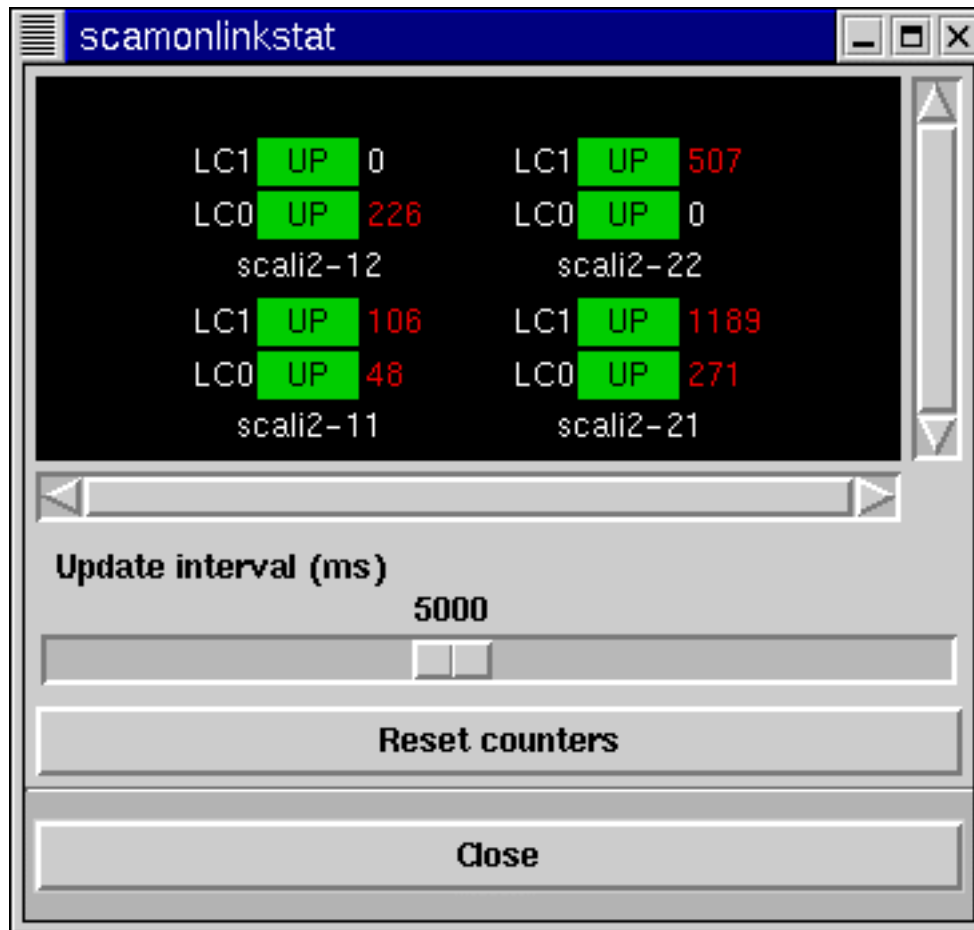 scamonlinkstat
LC1 UP 0 LC1 UP 507
LC0 UP 226 LC0 UP 0
scali2-12 scali2-22
LC1 UP 106 LC1 UP 1189
LC0 UP 48 LC0 UP 271
scali2-11 scali2-21
Update interval (ms)
5000
Reset counters
Close